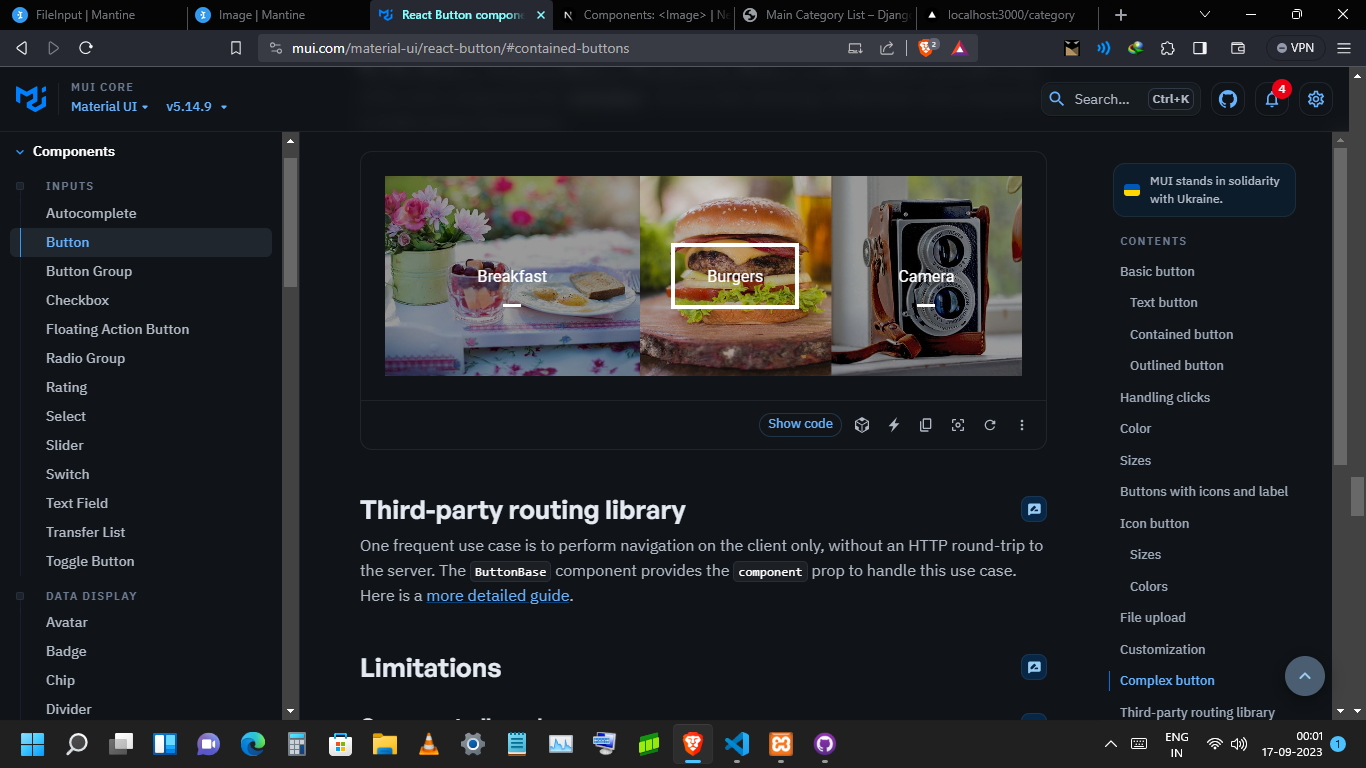 FileInput | Mantine
Image | Mantine
React Button compone
Components: <Image> | Ne
Main Category List – Djang
localhost:3000/category
mui.com/material-ui/react-button/#contained-buttons
2
VPN
MUI CORE
Material UI
v5.14.9
Search...
Ctrl+K
4
Components
INPUTS
Autocomplete
Button
Button Group
Checkbox
Floating Action Button
Radio Group
Rating
Select
Slider
Switch
Text Field
Transfer List
Toggle Button
DATA DISPLAY
Avatar
Badge
Chip
Divider
Breakfast
Burgers
Camera
Show code
Third-party routing library
One frequent use case is to perform navigation on the client only, without an HTTP round-trip to
the server. The ButtonBase component provides the component prop to handle this use case.
Here is a more detailed guide.
Limitations
MUI stands in solidarity
with Ukraine.
CONTENTS
Basic button
Text button
Contained button
Outlined button
Handling clicks
Color
Sizes
Buttons with icons and label
Icon button
Sizes
Colors
File upload
Customization
Complex button
Third-party routing library
ENG
IN
00:01
17-09-2023
1